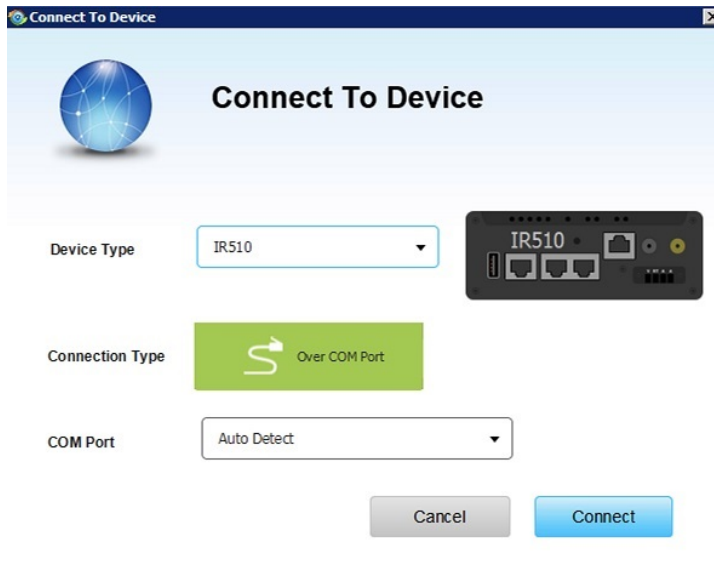 Connect To Device
Connect To Device
Device Type
IR510
IR510
Connection Type
Over COM Port
COM Port
Auto Detect
Cancel
Connect